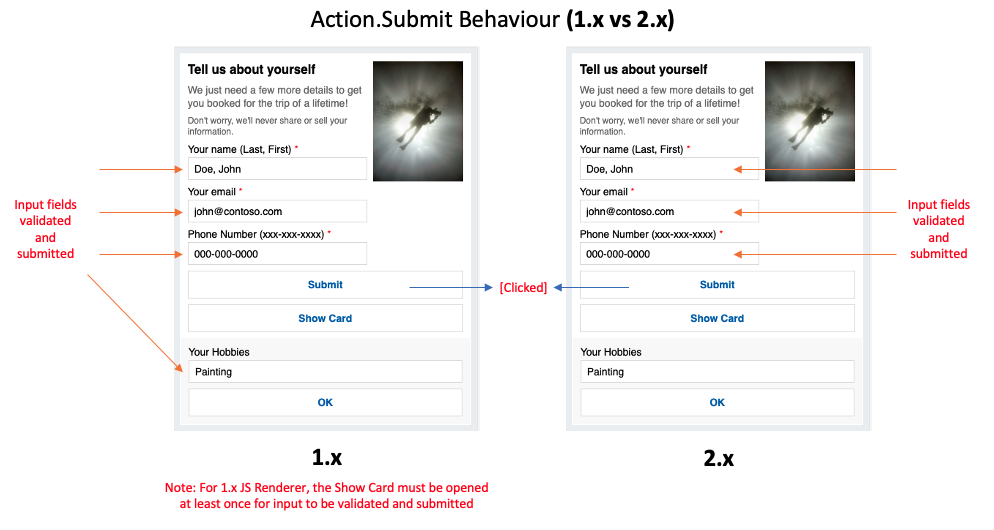 Action.Submit Behaviour (1.x vs 2.x)
Tell us about yourself
We just need a few more details to get
you booked for the trip of a lifetime!
Don't worry, we'll never share or sell your
information.
Your name (Last, First) *
Doe, John
Your email *
john@contoso.com
Phone Number (xxx-xxx-xxxx) *
000-000-0000
Submit
Show Card
Your Hobbies
Painting
OK
Input fields
validated
and
submitted
[Clicked]
Tell us about yourself
We just need a few more details to get
you booked for the trip of a lifetime!
Don't worry, we'll never share or sell your
information.
Your name (Last, First) *
Doe, John
Your email *
john@contoso.com
Phone Number (xxx-xxx-xxxx) *
000-000-0000
Submit
Show Card
Your Hobbies
Painting
OK
Input fields
validated
and
submitted
1.x
2.x
Note: For 1.x JS Renderer, the Show Card must be opened
at least once for input to be validated and submitted